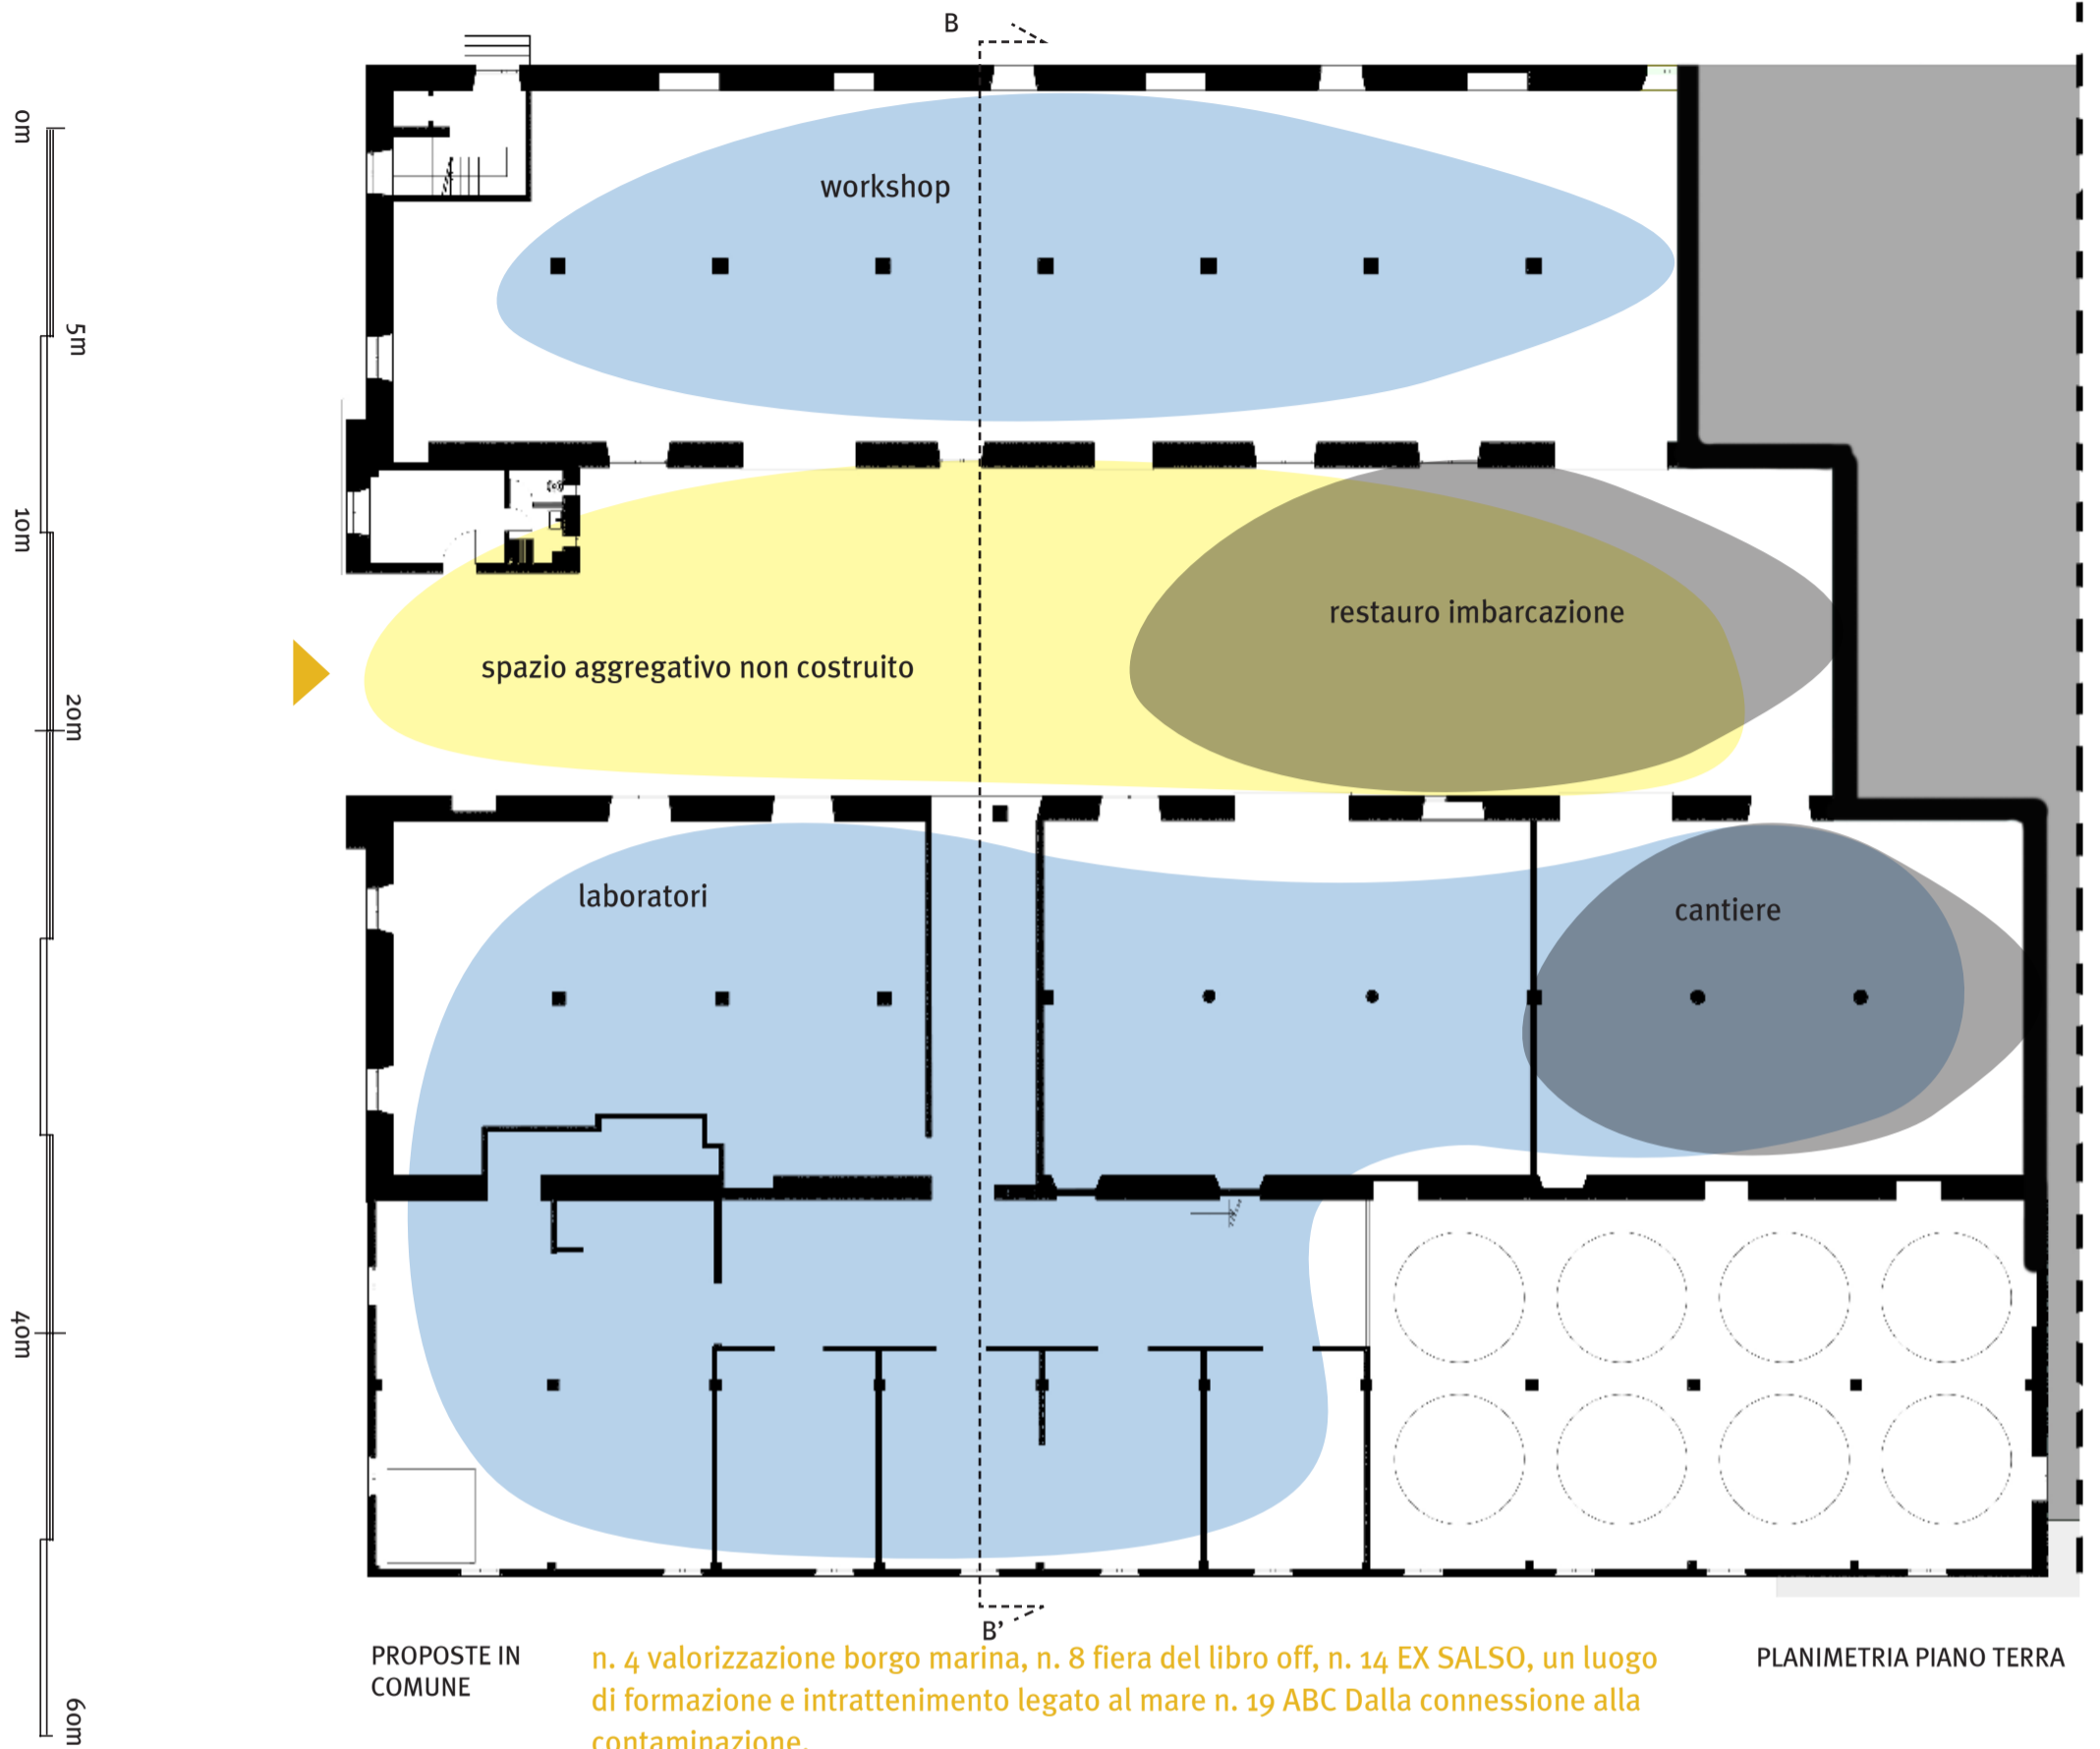 B
0m
5m
10m
20m
40m
60m
workshop
restauro imbarcazione
spazio aggregativo non costruito
laboratori
cantiere
B’
PROPOSTE IN
COMUNE
n. 4 valorizzazione borgo marina, n. 8 fiera del libro off, n. 14 EX SALSO, un luogo
di formazione e intrattenimento legato al mare n. 19 ABC Dalla connessione alla
contaminazione.
PLANIMETRIA PIANO TERRA